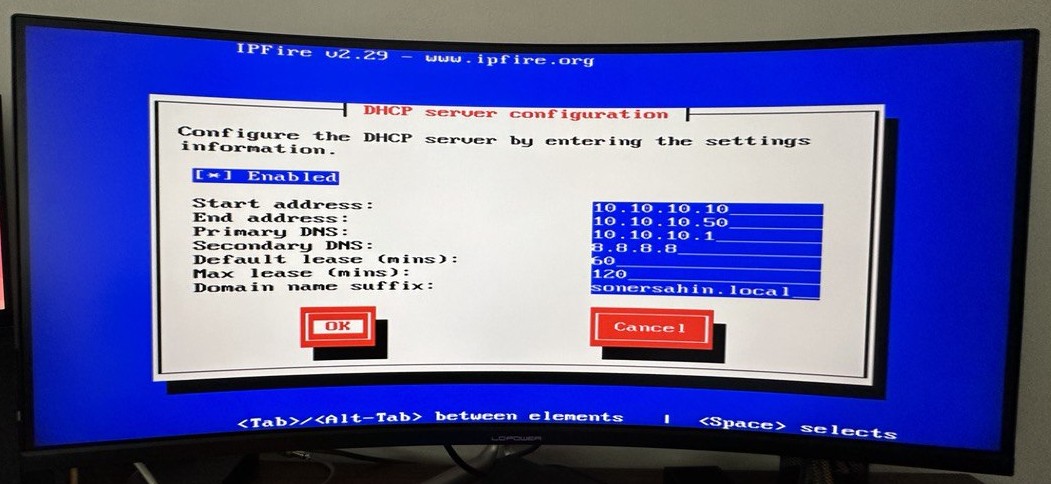 IPFire v2.29 - www.ipfire.org
DHCP server configuration
Configure the DHCP server by entering the settings
information.
[*] Enabled
Start address: 10.10.10.10
End address: 10.10.10.50
Primary DNS: 10.10.10.1
Secondary DNS: 8.8.8.8
Default lease (mins): 60
Max lease (mins): 120
Domain name suffix: sonersahin.local
OK Cancel
<Tab>/<Alt-Tab> between elements | <Space> selects
LCPOWER